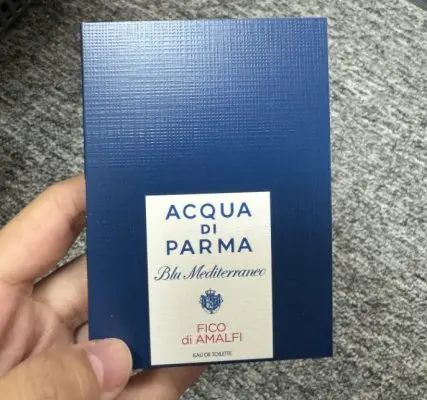 ACQUA
DI
PARMA
Blu Mediterraneo
FICO
di AMALFI
EAU DE TOILETTE